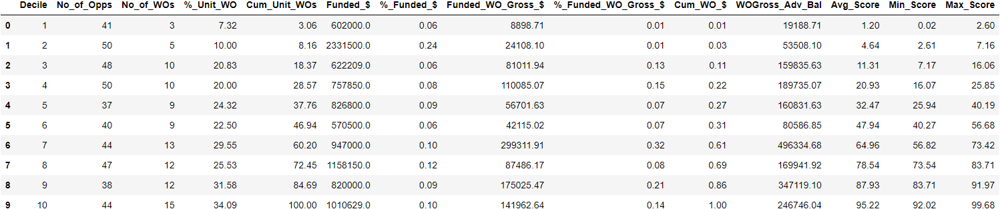 Decile No_of_Opps No_of_WOs %_Unit_WO Cum_Unit_WOs Funded_$ %_Funded_$ Funded_WO_Gross_$ %_Funded_WO_Gross_$ Cum_WO_$ WOGross_Adv_Bal Avg_Score Min_Score Max_Score
0 1 41 3 7.32 3.06 602000.0 0.06 8898.71 0.01 0.01 19188.71 1.20 0.02 2.60
1 2 50 5 10.00 8.16 2331500.0 0.24 24108.10 0.01 0.03 53508.10 4.64 2.61 7.16
2 3 48 10 20.83 18.37 622209.0 0.06 81011.94 0.13 0.11 159835.63 11.31 7.17 16.06
3 4 50 10 20.00 28.57 757850.0 0.08 110085.07 0.15 0.22 189735.07 20.93 16.07 25.85
4 5 37 9 24.32 37.76 826800.0 0.09 56701.63 0.07 0.27 160831.63 32.47 25.94 40.19
5 6 40 9 22.50 46.94 570500.0 0.06 42115.02 0.07 0.31 80586.85 47.94 40.27 56.68
6 7 44 13 29.55 60.20 947000.0 0.10 299311.91 0.32 0.61 496334.68 64.96 56.82 73.42
7 8 47 12 25.53 72.45 1158150.0 0.12 87486.17 0.08 0.69 169941.92 78.54 73.54 83.71
8 9 38 12 31.58 84.69 820000.0 0.09 175025.47 0.21 0.86 347119.10 87.93 83.71 91.97
9 10 44 15 34.09 100.00 1010629.0 0.10 141962.64 0.14 1.00 246746.04 95.22 92.02 99.68